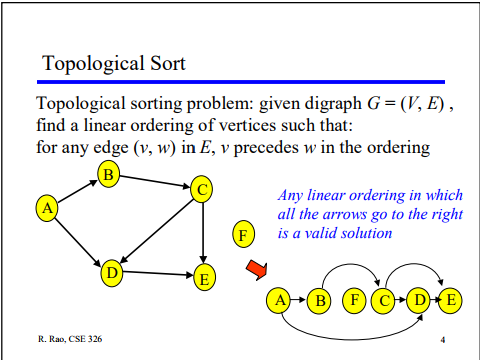 Topological Sort
Topological sorting problem: given digraph G = (V, E) ,
find a linear ordering of vertices such that:
for any edge (v, w) in E, v precedes w in the ordering
B
C
A
D
E
F
Any linear ordering in which
all the arrows go to the right
is a valid solution
A B F C D E
R. Rao, CSE 326
4